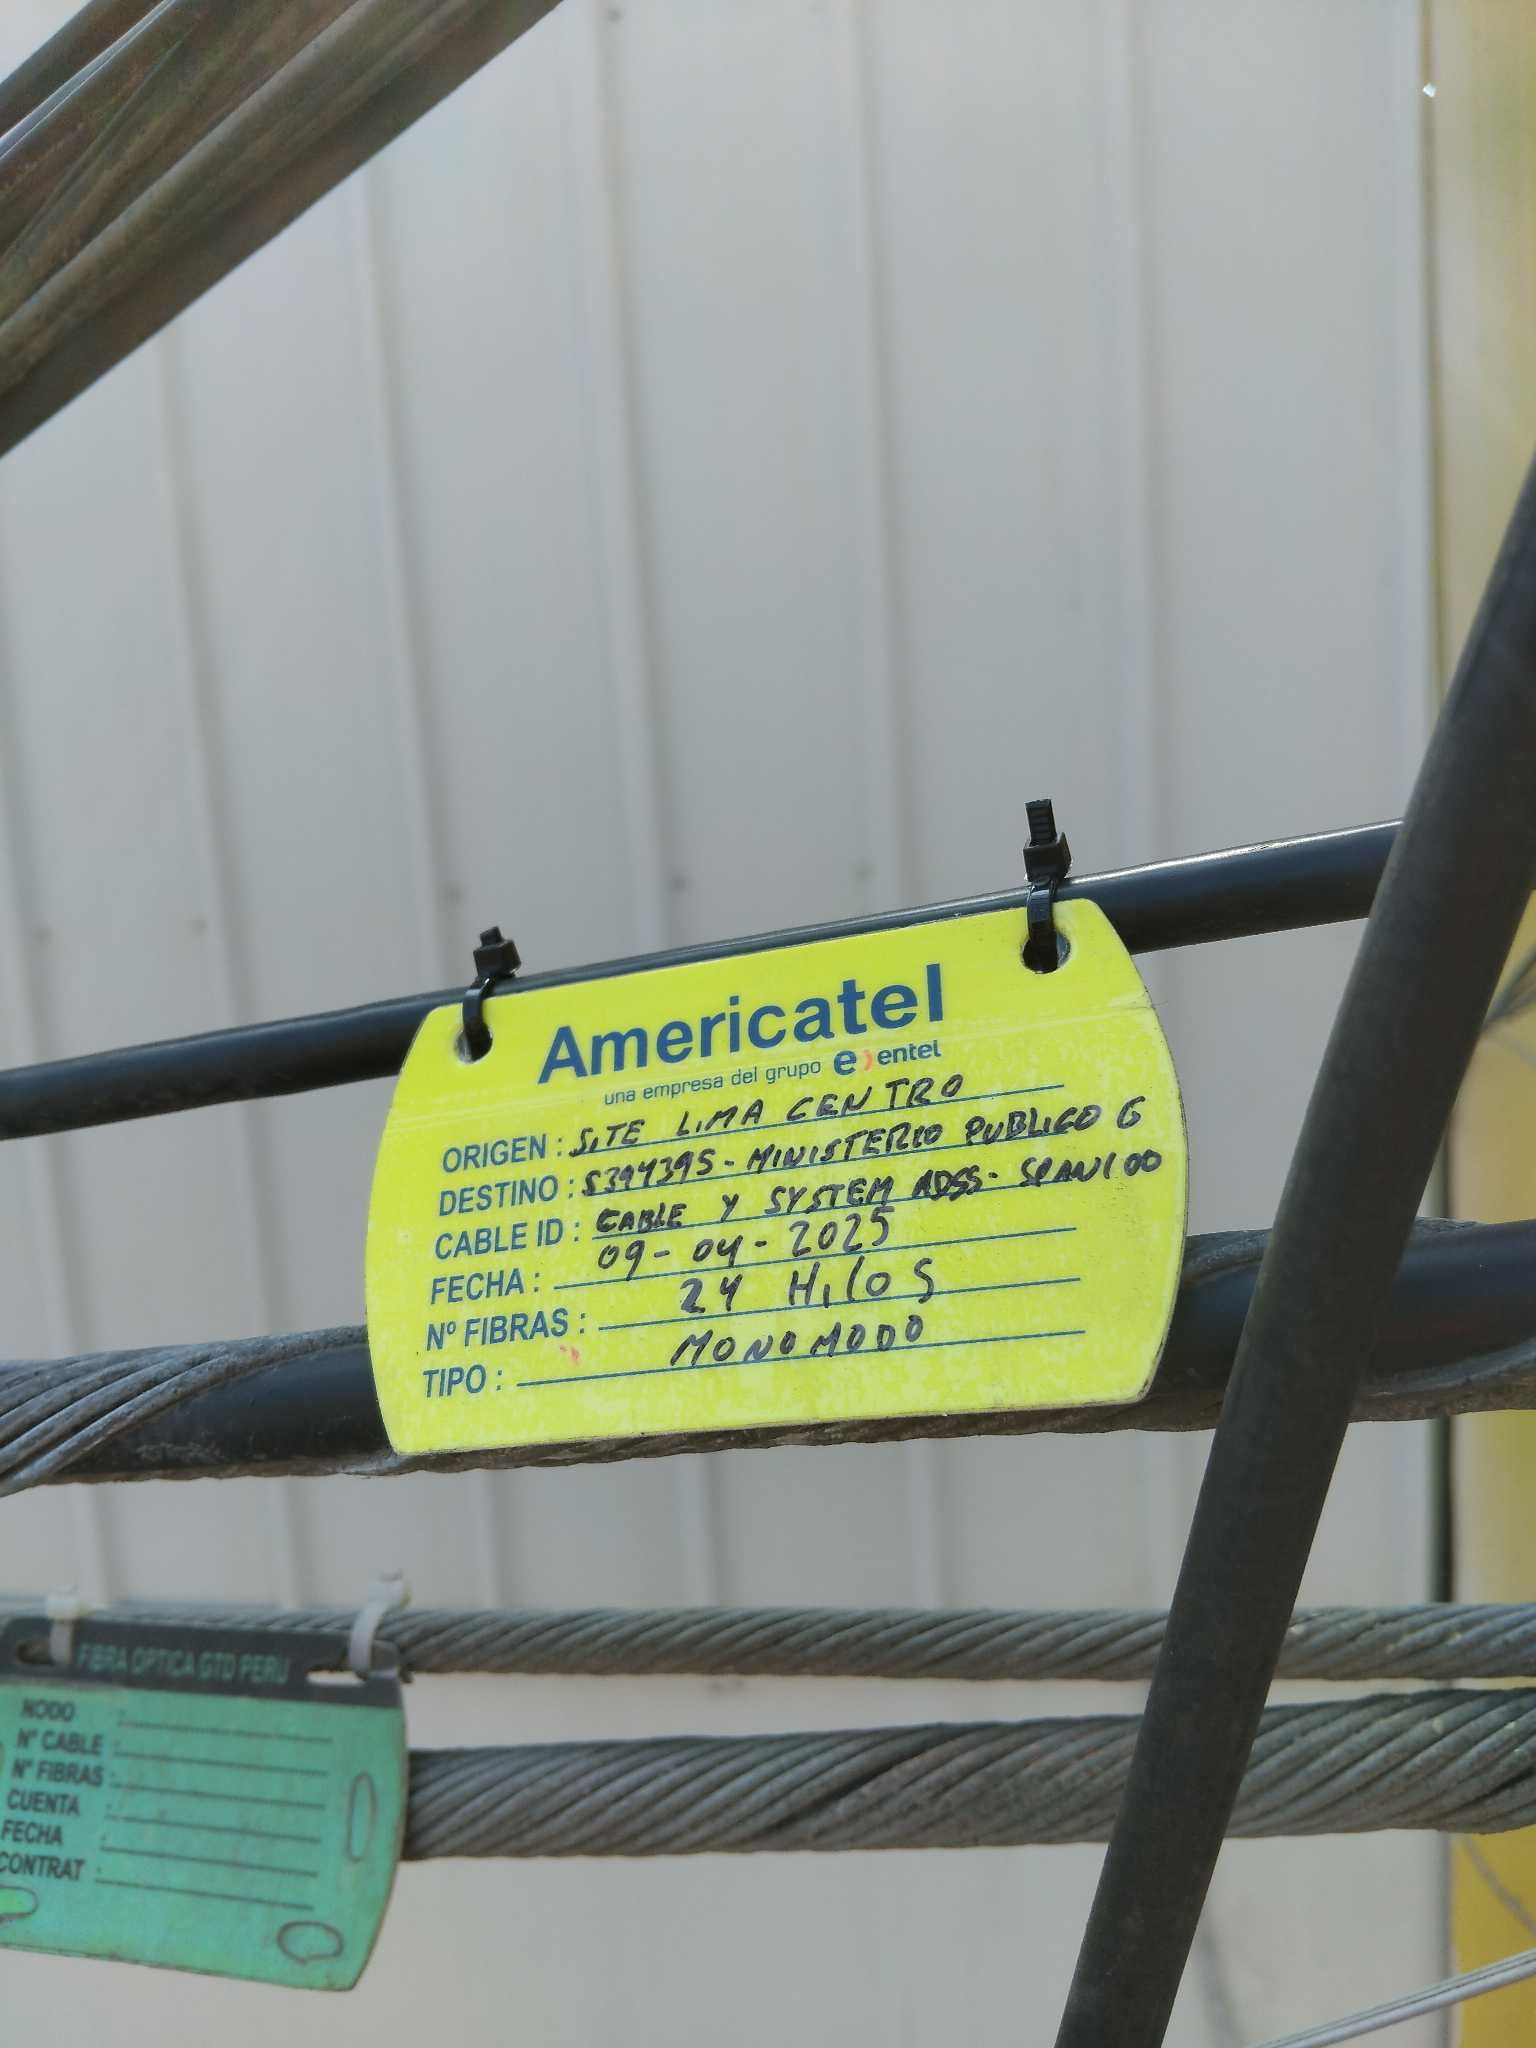 Americatel
una empresa del grupo e entel
ORIGEN : SITE LIMA CENTRO
DESTINO : S394395 - MINISTERIO PUBLICO G
CABLE ID : CABLE Y SYSTEM ADSS - SPAN 100
FECHA : 09 - 04 - 2025
Nº FIBRAS : 24 HILOS
TIPO : MONOMODO
FIBRA OPTICA GTD PERU
NODO :
Nº CABLE :
Nº FIBRAS :
CUENTA :
FECHA :
CONTRAT :